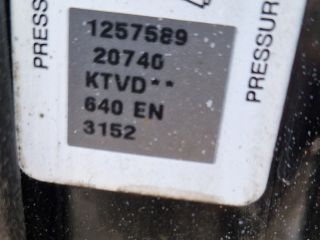 PRESS
1257589
20740
KTVD**
640 EN
3152
PRESSUR